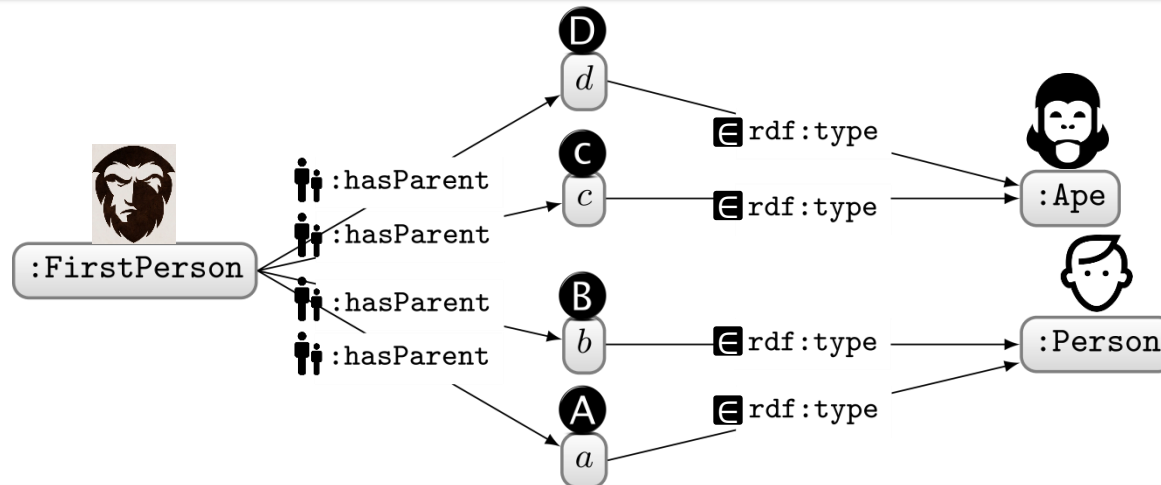 D
d
∈ rdf:type
C
:hasParent
c
∈ rdf:type
:Ape
:hasParent
:FirstPerson
:hasParent
B
b
∈ rdf:type
:Person
:hasParent
A
a
∈ rdf:type